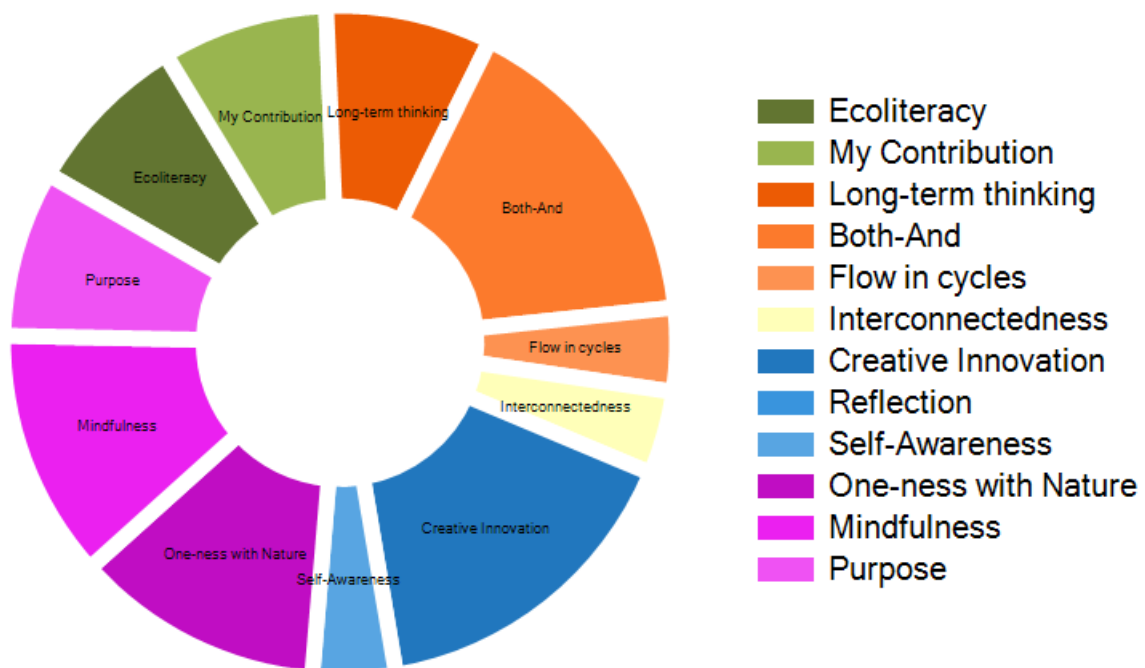 My Contribution
Long-term thinking
Ecoliteracy
Both-And
Purpose
Flow in cycles
Interconnectedness
Mindfulness
Creative Innovation
One-ness with Nature
Self-Awareness
Ecoliteracy
My Contribution
Long-term thinking
Both-And
Flow in cycles
Interconnectedness
Creative Innovation
Reflection
Self-Awareness
One-ness with Nature
Mindfulness
Purpose